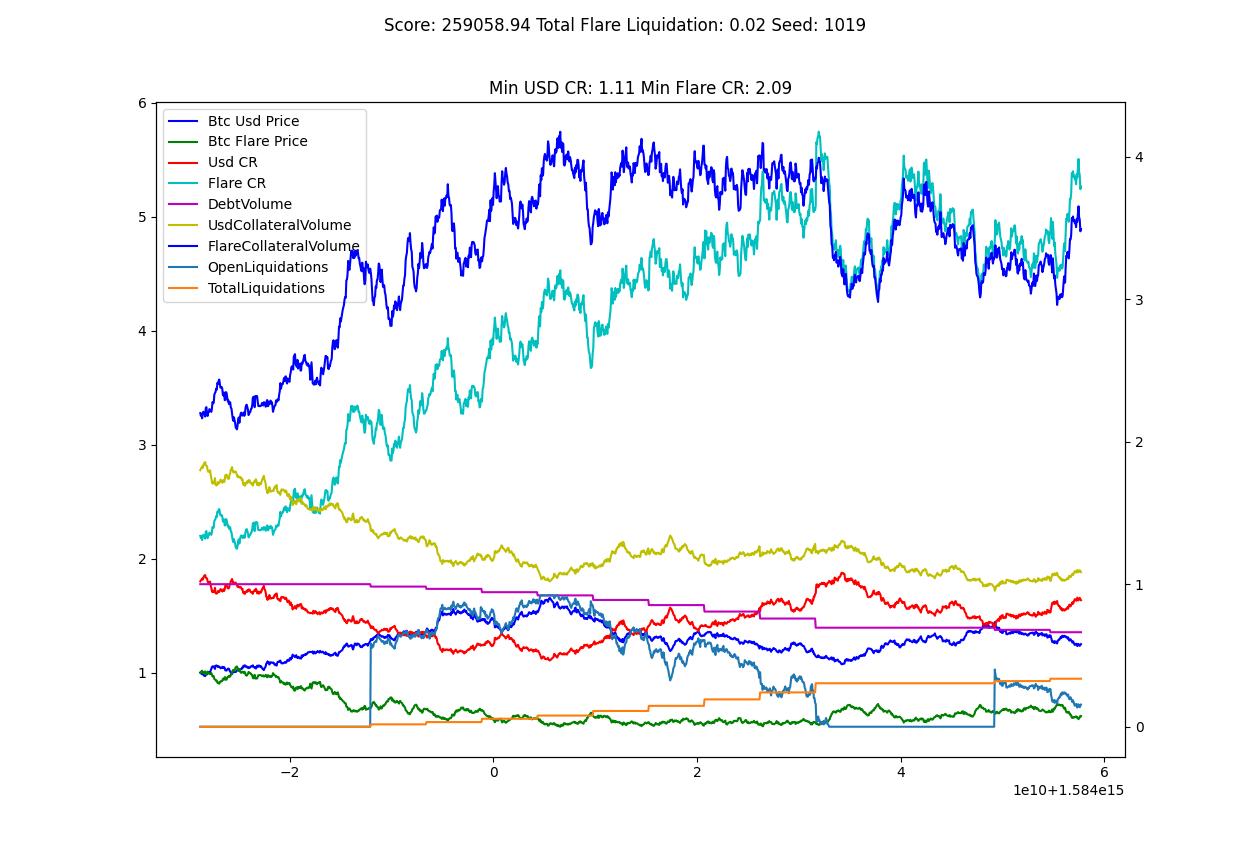 Score: 259058.94 Total Flare Liquidation: 0.02 Seed: 1019
Min USD CR: 1.11 Min Flare CR: 2.09
Btc Usd Price
Btc Flare Price
Usd CR
Flare CR
DebtVolume
UsdCollateralVolume
FlareCollateralVolume
OpenLiquidations
TotalLiquidations
6
5
4
3
2
1
4
3
2
1
0
−2
0
2
4
6
1e10+1.584e15